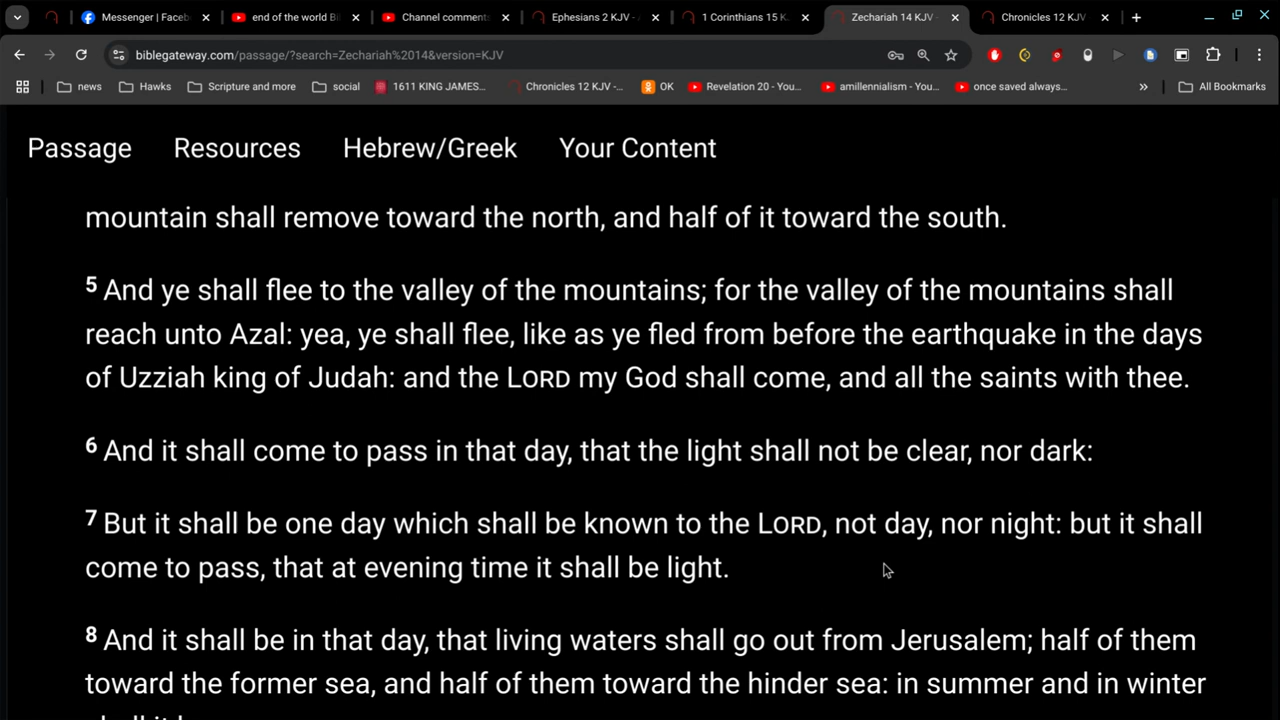 Messenger | Faceb
end of the world Bi
Channel comments
Ephesians 2 KJV -
1 Corinthians 15 K
Zechariah 14 KJV -
Chronicles 12 KJV
biblegateway.com/passage/?search=Zechariah%2014&version=KJV
news
Hawks
Scripture and more
social
1611 KING JAMES...
Chronicles 12 KJV -...
OK
Revelation 20 - You...
amillennialism - You...
once saved always...
All Bookmarks
Passage
Resources
Hebrew/Greek
Your Content
mountain shall remove toward the north, and half of it toward the south.
5 And ye shall flee to the valley of the mountains; for the valley of the mountains shall
reach unto Azal: yea, ye shall flee, like as ye fled from before the earthquake in the days
of Uzziah king of Judah: and the LORD my God shall come, and all the saints with thee.
6 And it shall come to pass in that day, that the light shall not be clear, nor dark:
7 But it shall be one day which shall be known to the LORD, not day, nor night: but it shall
come to pass, that at evening time it shall be light.
8 And it shall be in that day, that living waters shall go out from Jerusalem; half of them
toward the former sea, and half of them toward the hinder sea: in summer and in winter